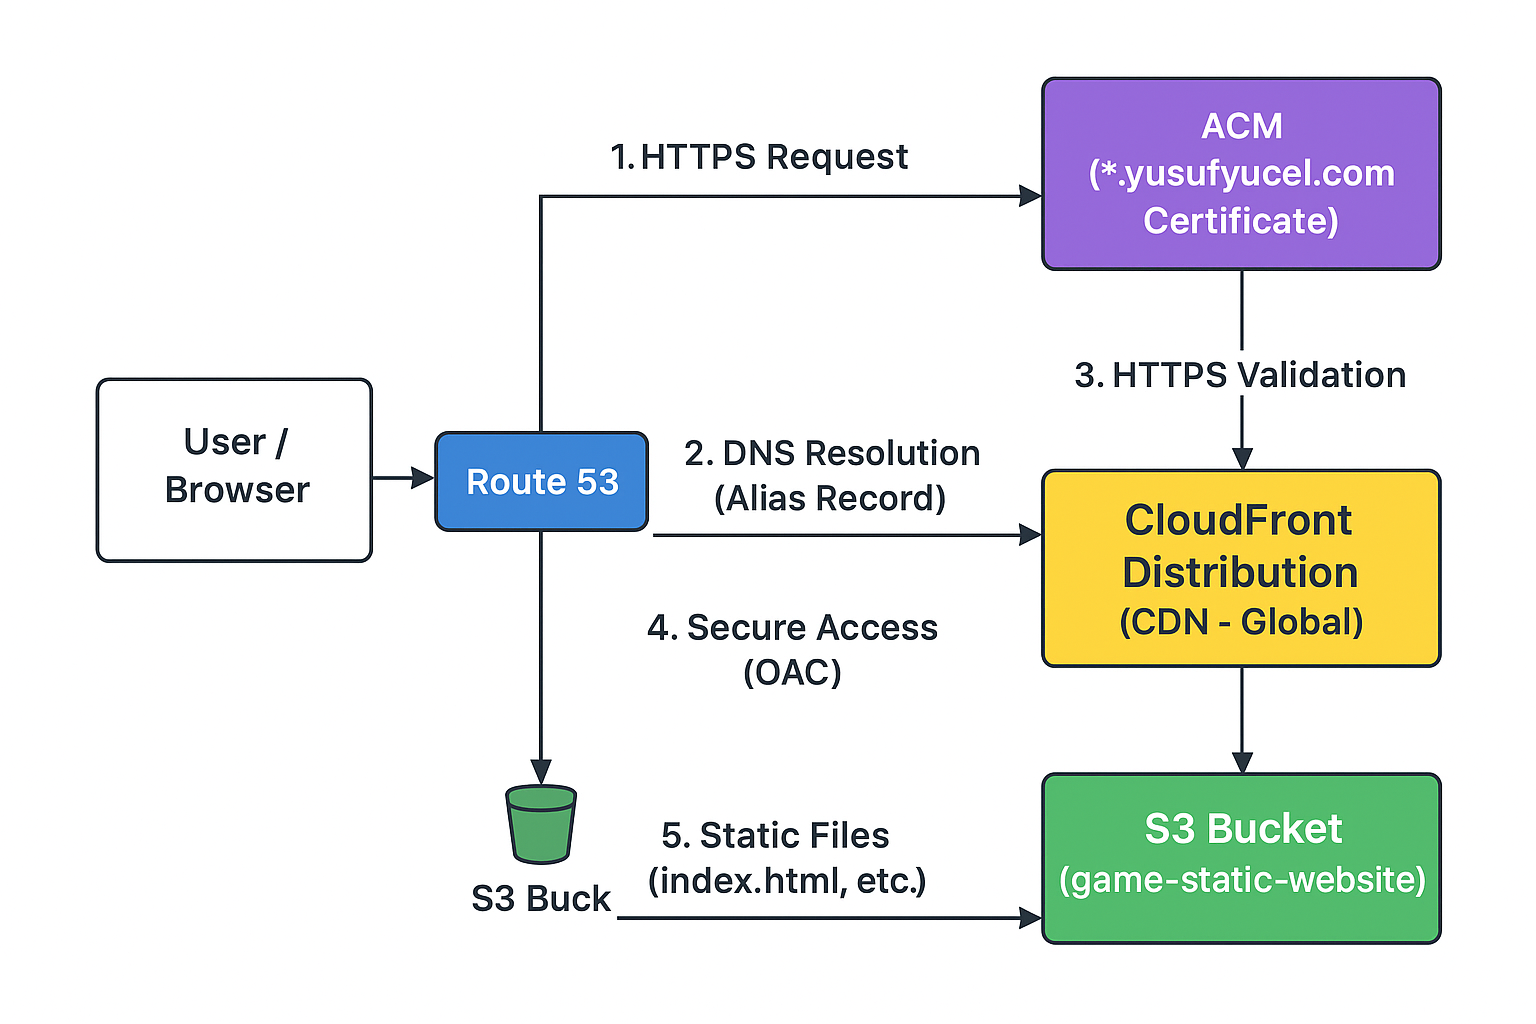 1. HTTPS Request
ACM
(*.yusufyucel.com
Certificate)
3. HTTPS Validation
User /
Browser
Route 53
2. DNS Resolution
(Alias Record)
CloudFront
Distribution
(CDN - Global)
4. Secure Access
(OAC)
S3 Buck
5. Static Files
(index.html, etc.)
S3 Bucket
(game-static-website)